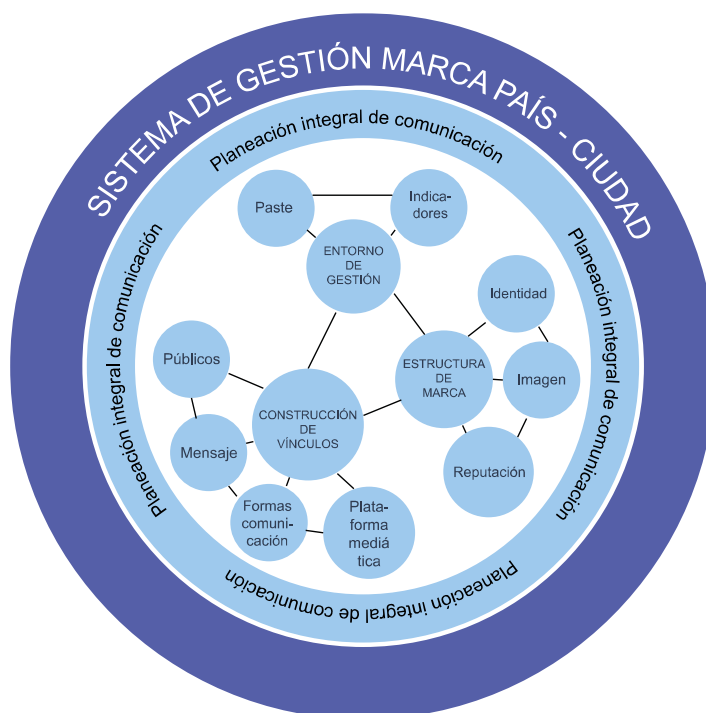 SISTEMA DE GESTIÓN MARCA PAÍS - CIUDAD
Planeación integral de comunicación
Planeación integral de comunicación
Planeación integral de comunicación
Planeación integral de comunicación
Paste
Indica-
dores
ENTORNO
DE
GESTIÓN
Identidad
ESTRUCTURA
DE
MARCA
Imagen
Reputación
Públicos
CONSTRUCCIÓN
DE
VÍNCULOS
Mensaje
Formas
comuni-
cación
Plata-
forma
mediá
tica